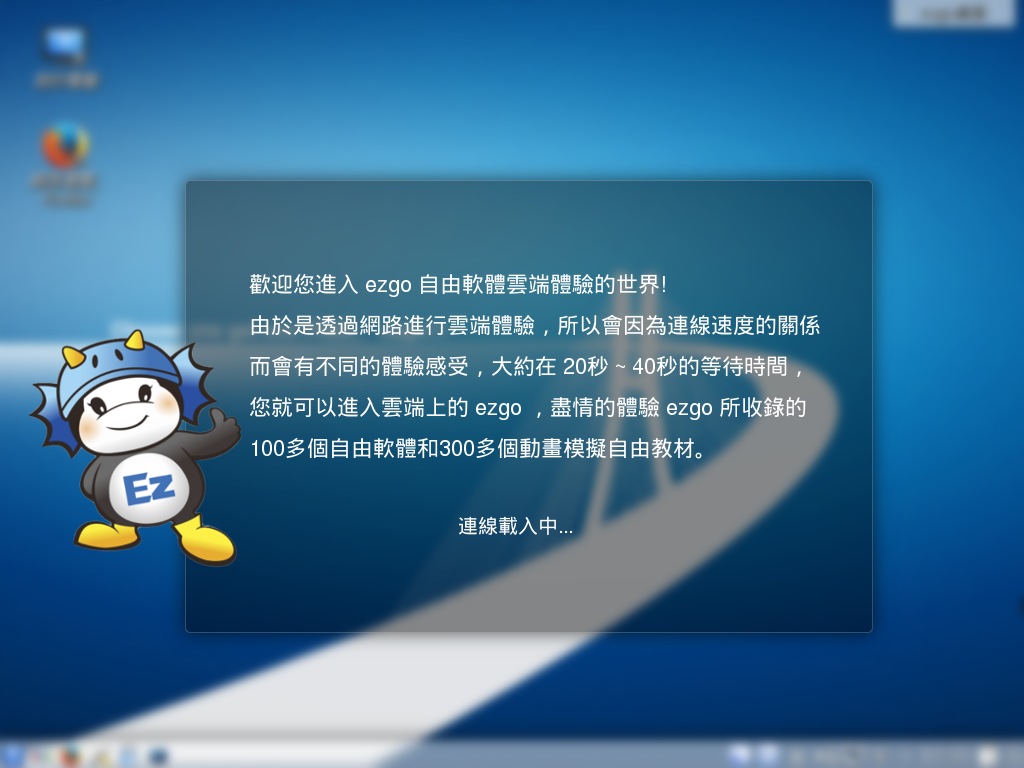 歡迎您進入 ezgo 自由軟體雲端體驗的世界!
由於是透過網路進行雲端體驗，所以會因為連線速度的關係
而會有不同的體驗感受，大約在 20秒 ~ 40秒的等待時間，
您就可以進入雲端上的 ezgo ，盡情的體驗 ezgo 所收錄的
100多個自由軟體和300多個動畫模擬自由教材。
Ez
連線載入中...